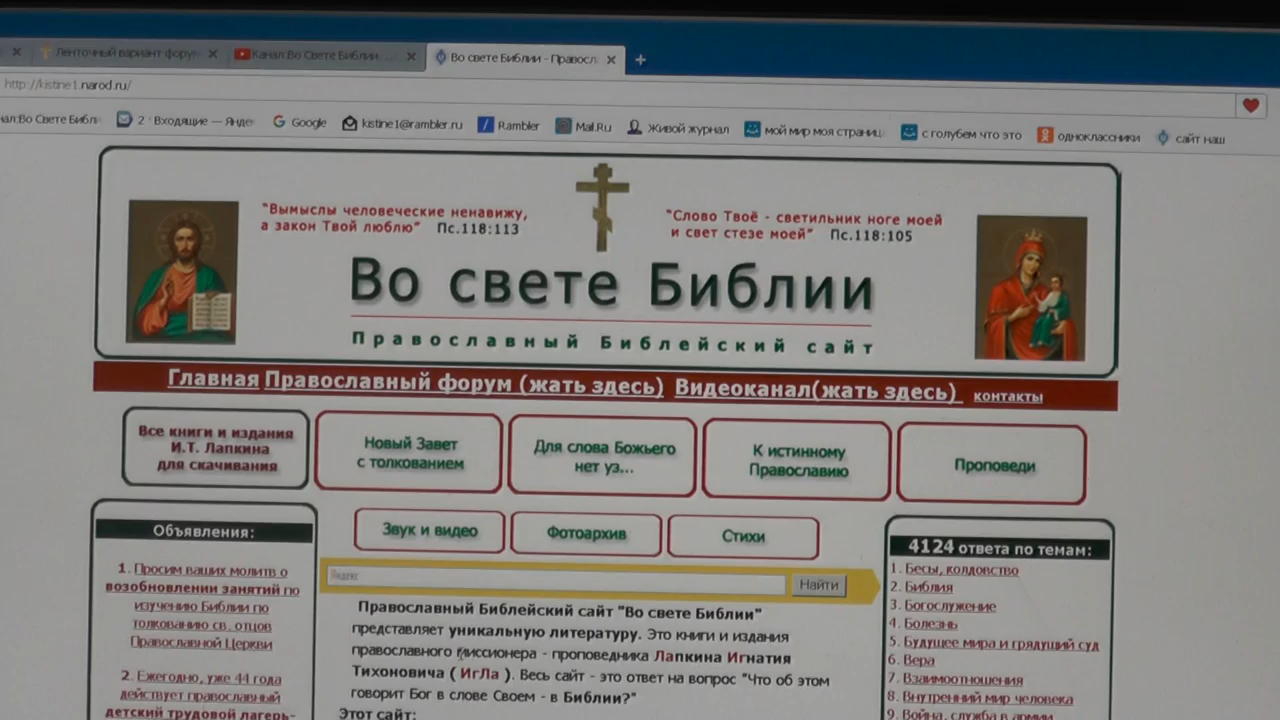 Ленточный вариант форум
Канал:Во Свете Библии. ...
Во свете Библии - Правосл
http://kistine1.narod.ru/
нал:Во Свете Библи
2 · Входящие — Янде
Google
kistine1@rambler.ru
Rambler
Mail.Ru
Живой журнал
мой мир моя страниц
с голубем что это
одноклассники
сайт наш
"Вымыслы человеческие ненавижу,
а закон Твой люблю" Пс.118:113
"Слово Твоё - светильник ноге моей
и свет стезе моей" Пс.118:105
Во свете Библии
Православный Библейский сайт
Главная Православный форум (жать здесь) Видеоканал(жать здесь) контакты
Все книги и издания
И.Т. Лапкина
для скачивания
Новый Завет
с толкованием
Для слова Божьего
нет уз...
К истинному
Православию
Проповеди
Звук и видео
Фотоархив
Стихи
Объявления:
1. Просим ваших молитв о
возобновлении занятий по
изучению Библии по
толкованию св. отцов
Православной Церкви
2. Ежегодно, уже 44 года
действует православный
детский трудовой лагерь-
Яндекс
Найти
Православный Библейский сайт "Во свете Библии"
представляет уникальную литературу. Это книги и издания
православного миссионера - проповедника Лапкина Игнатия
Тихоновича ( ИгЛа ). Весь сайт - это ответ на вопрос "Что об этом
говорит Бог в слове Своем - в Библии?"
Этот сайт:
4124 ответа по темам:
1. Бесы, колдовство
2. Библия
3. Богослужение
4. Болезнь
5. Будущее мира и грядущий суд
6. Вера
7. Взаимоотношения
8. Внутренний мир человека
9. Война, служба в армии